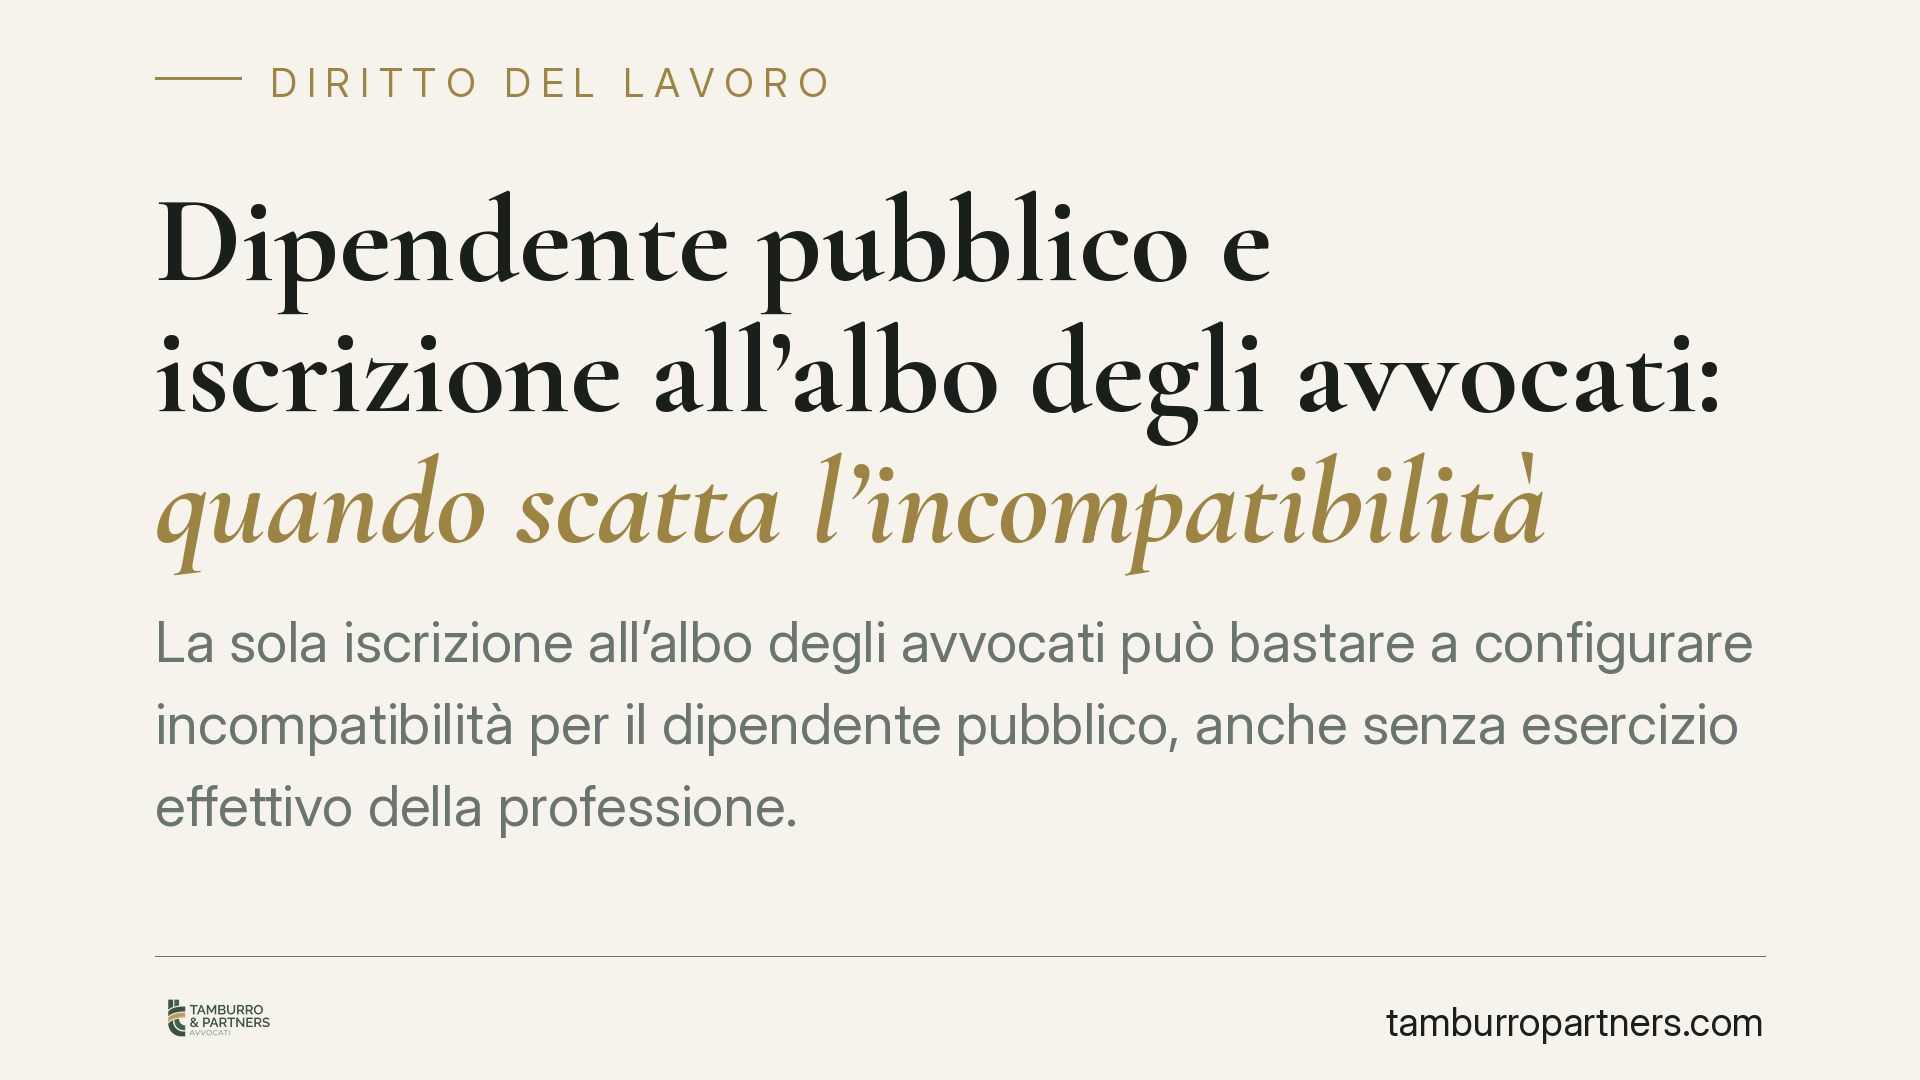 DIRITTO DEL LAVORO
Dipendente pubblico e
iscrizione all’albo degli avvocati:
quando scatta l’incompatibilità
La sola iscrizione all’albo degli avvocati può bastare a configurare
incompatibilità per il dipendente pubblico, anche senza esercizio
effettivo della professione.
TAMBURRO
& PARTNERS
AVVOCATI
tamburropartners.com